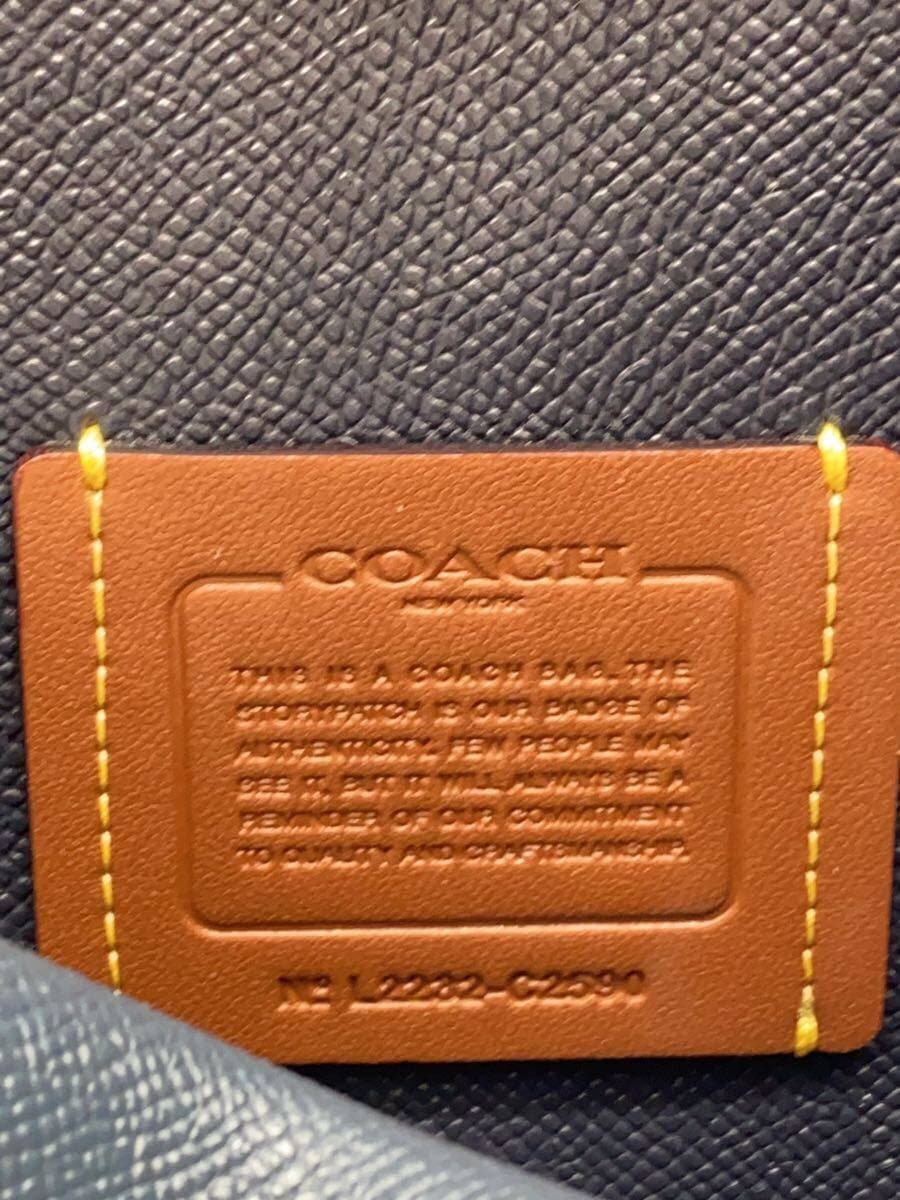 COACH
NEW YORK
THIS IS A COACH BAG. THE
STORYPATCH IS OUR BADGE OF
AUTHENTICITY. FEW PEOPLE MAY
SEE IT, BUT IT WILL ALWAYS BE A
REMINDER OF OUR COMMITMENT
TO QUALITY AND CRAFTSMANSHIP.
Nº L2232-C2590